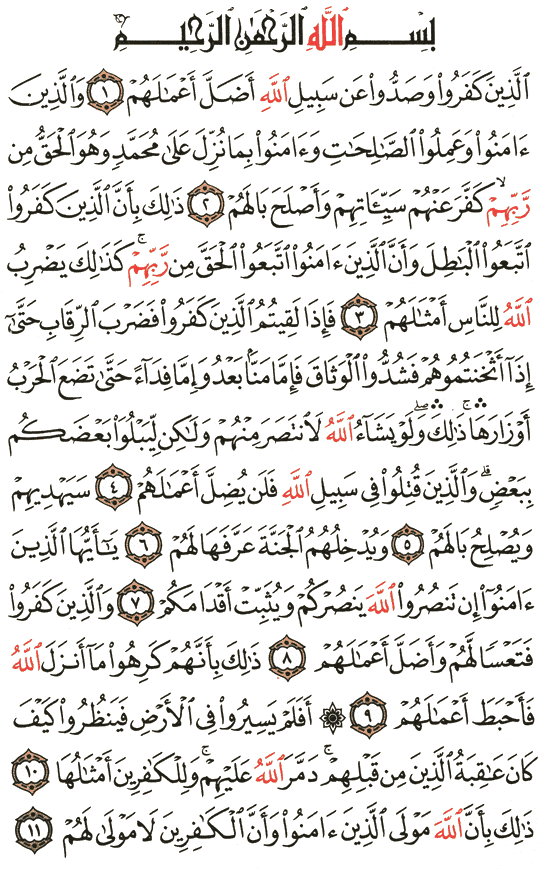 بِسْمِ ٱللَّهِ ٱلرَّحْمَٰنِ ٱلرَّحِيمِ
ٱلَّذِينَ كَفَرُوا۟ وَصَدُّوا۟ عَن سَبِيلِ ٱللَّهِ أَضَلَّ أَعْمَٰلَهُمْ ١ وَٱلَّذِينَ
ءَامَنُوا۟ وَعَمِلُوا۟ ٱلصَّٰلِحَٰتِ وَءَامَنُوا۟ بِمَا نُزِّلَ عَلَىٰ مُحَمَّدٍ وَهُوَ ٱلْحَقُّ مِن
رَّبِّهِمْ ۙ كَفَّرَ عَنْهُمْ سَيِّـَٔاتِهِمْ وَأَصْلَحَ بَالَهُمْ ٢ ذَٰلِكَ بِأَنَّ ٱلَّذِينَ كَفَرُوا۟
ٱتَّبَعُوا۟ ٱلْبَٰطِلَ وَأَنَّ ٱلَّذِينَ ءَامَنُوا۟ ٱتَّبَعُوا۟ ٱلْحَقَّ مِن رَّبِّهِمْ ۚ كَذَٰلِكَ يَضْرِبُ
ٱللَّهُ لِلنَّاسِ أَمْثَٰلَهُمْ ٣ فَإِذَا لَقِيتُمُ ٱلَّذِينَ كَفَرُوا۟ فَضَرْبَ ٱلرِّقَابِ حَتَّىٰٓ
إِذَآ أَثْخَنتُمُوهُمْ فَشُدُّوا۟ ٱلْوَثَاقَ فَإِمَّا مَنًّۢا بَعْدُ وَإِمَّا فِدَآءً حَتَّىٰ تَضَعَ ٱلْحَرْبُ
أَوْزَارَهَا ۚ ۛ ذَٰلِكَ ۖ ۛ وَلَوْ يَشَآءُ ٱللَّهُ لَٱنتَصَرَ مِنْهُمْ وَلَٰكِن لِّيَبْلُوَا۟ بَعْضَكُم
بِبَعْضٍ ۗ وَٱلَّذِينَ قُتِلُوا۟ فِى سَبِيلِ ٱللَّهِ فَلَن يُضِلَّ أَعْمَٰلَهُمْ ٤ سَيَهْدِيهِمْ
وَيُصْلِحُ بَالَهُمْ ٥ وَيُدْخِلُهُمُ ٱلْجَنَّةَ عَرَّفَهَا لَهُمْ ٦ يَٰٓأَيُّهَا ٱلَّذِينَ
ءَامَنُوٓا۟ إِن تَنصُرُوا۟ ٱللَّهَ يَنصُرْكُمْ وَيُثَبِّتْ أَقْدَامَكُمْ ٧ وَٱلَّذِينَ كَفَرُوا۟
فَتَعْسًا لَّهُمْ وَأَضَلَّ أَعْمَٰلَهُمْ ٨ ذَٰلِكَ بِأَنَّهُمْ كَرِهُوا۟ مَآ أَنزَلَ ٱللَّهُ
فَأَحْبَطَ أَعْمَٰلَهُمْ ٩ ۞ أَفَلَمْ يَسِيرُوا۟ فِى ٱلْأَرْضِ فَيَنظُرُوا۟ كَيْفَ
كَانَ عَٰقِبَةُ ٱلَّذِينَ مِن قَبْلِهِمْ ۚ دَمَّرَ ٱللَّهُ عَلَيْهِمْ ۚ وَلِلْكَٰفِرِينَ أَمْثَٰلُهَا ١٠
ذَٰلِكَ بِأَنَّ ٱللَّهَ مَوْلَى ٱلَّذِينَ ءَامَنُوا۟ وَأَنَّ ٱلْكَٰفِرِينَ لَا مَوْلَىٰ لَهُمْ ١١